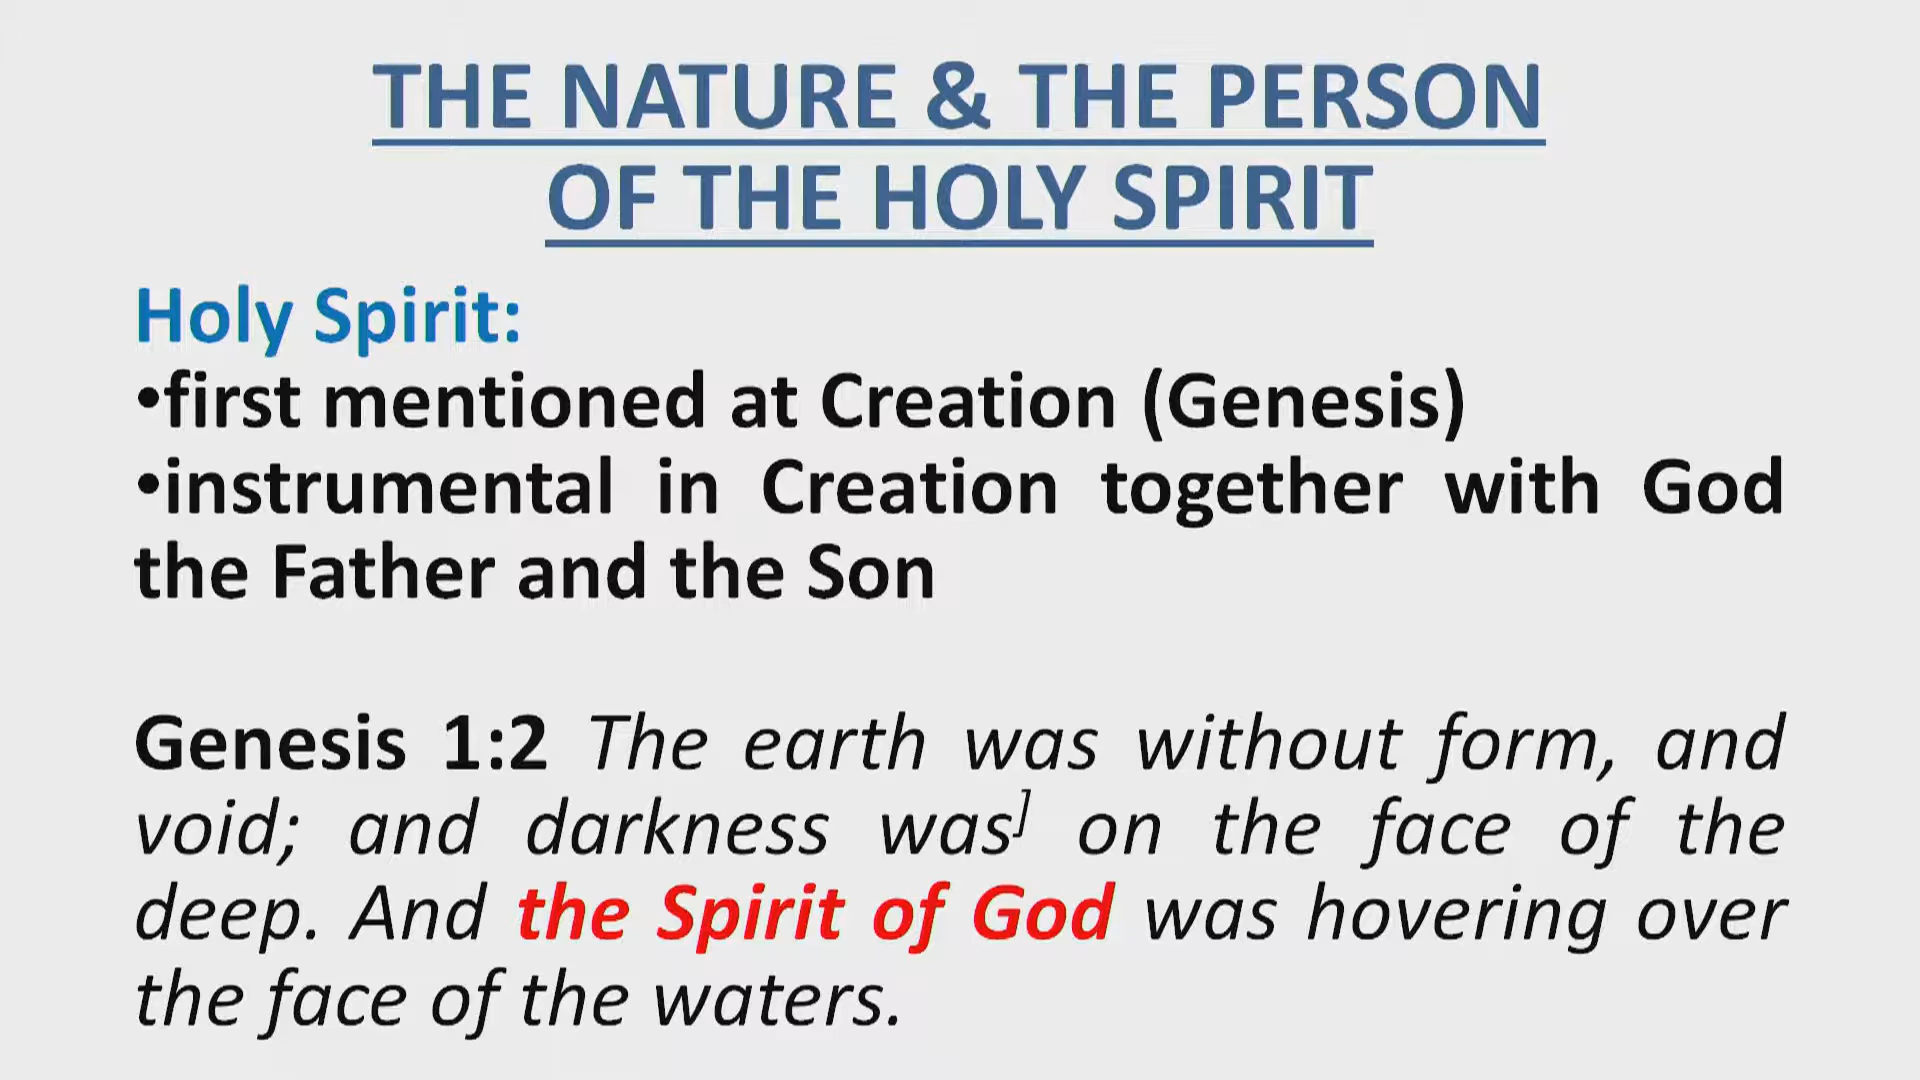 THE NATURE & THE PERSON
OF THE HOLY SPIRIT
Holy Spirit:
•first mentioned at Creation (Genesis)
•instrumental in Creation together with God
the Father and the Son
Genesis 1:2 The earth was without form, and
void; and darkness was] on the face of the
deep. And the Spirit of God was hovering over
the face of the waters.